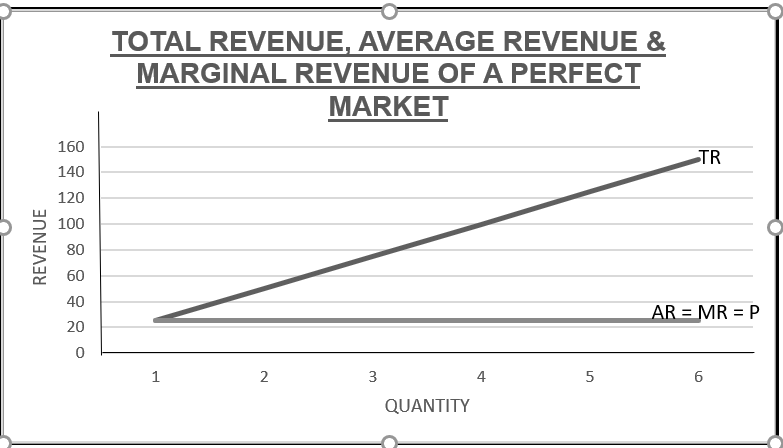 TOTAL REVENUE, AVERAGE REVENUE &
MARGINAL REVENUE OF A PERFECT
MARKET
160
140
120
100
80
60
40
20
0
REVENUE
TR
AR = MR = P
1 2 3 4 5 6
QUANTITY